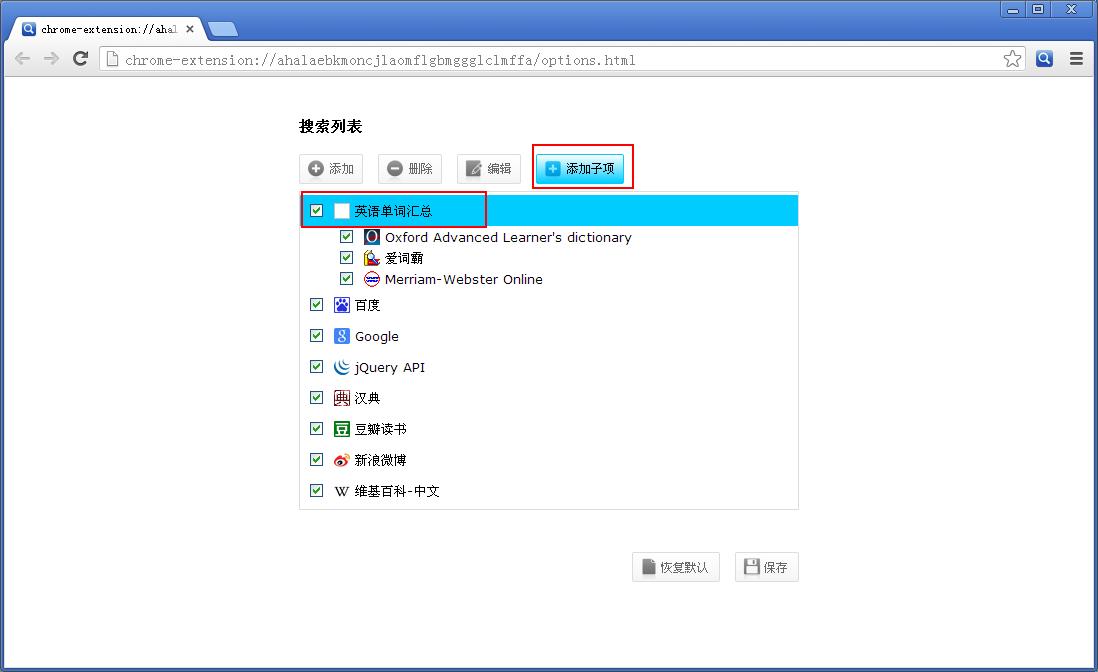 chrome-extension://ahal
chrome-extension://ahalaebkmoncjlaomflgbmggglclmffa/options.html
搜索列表
添加 删除 编辑 添加子项
英语单词汇总
Oxford Advanced Learner's dictionary
爱词霸
Merriam-Webster Online
百度
Google
jQuery API
汉典
豆瓣读书
新浪微博
维基百科-中文
恢复默认 保存